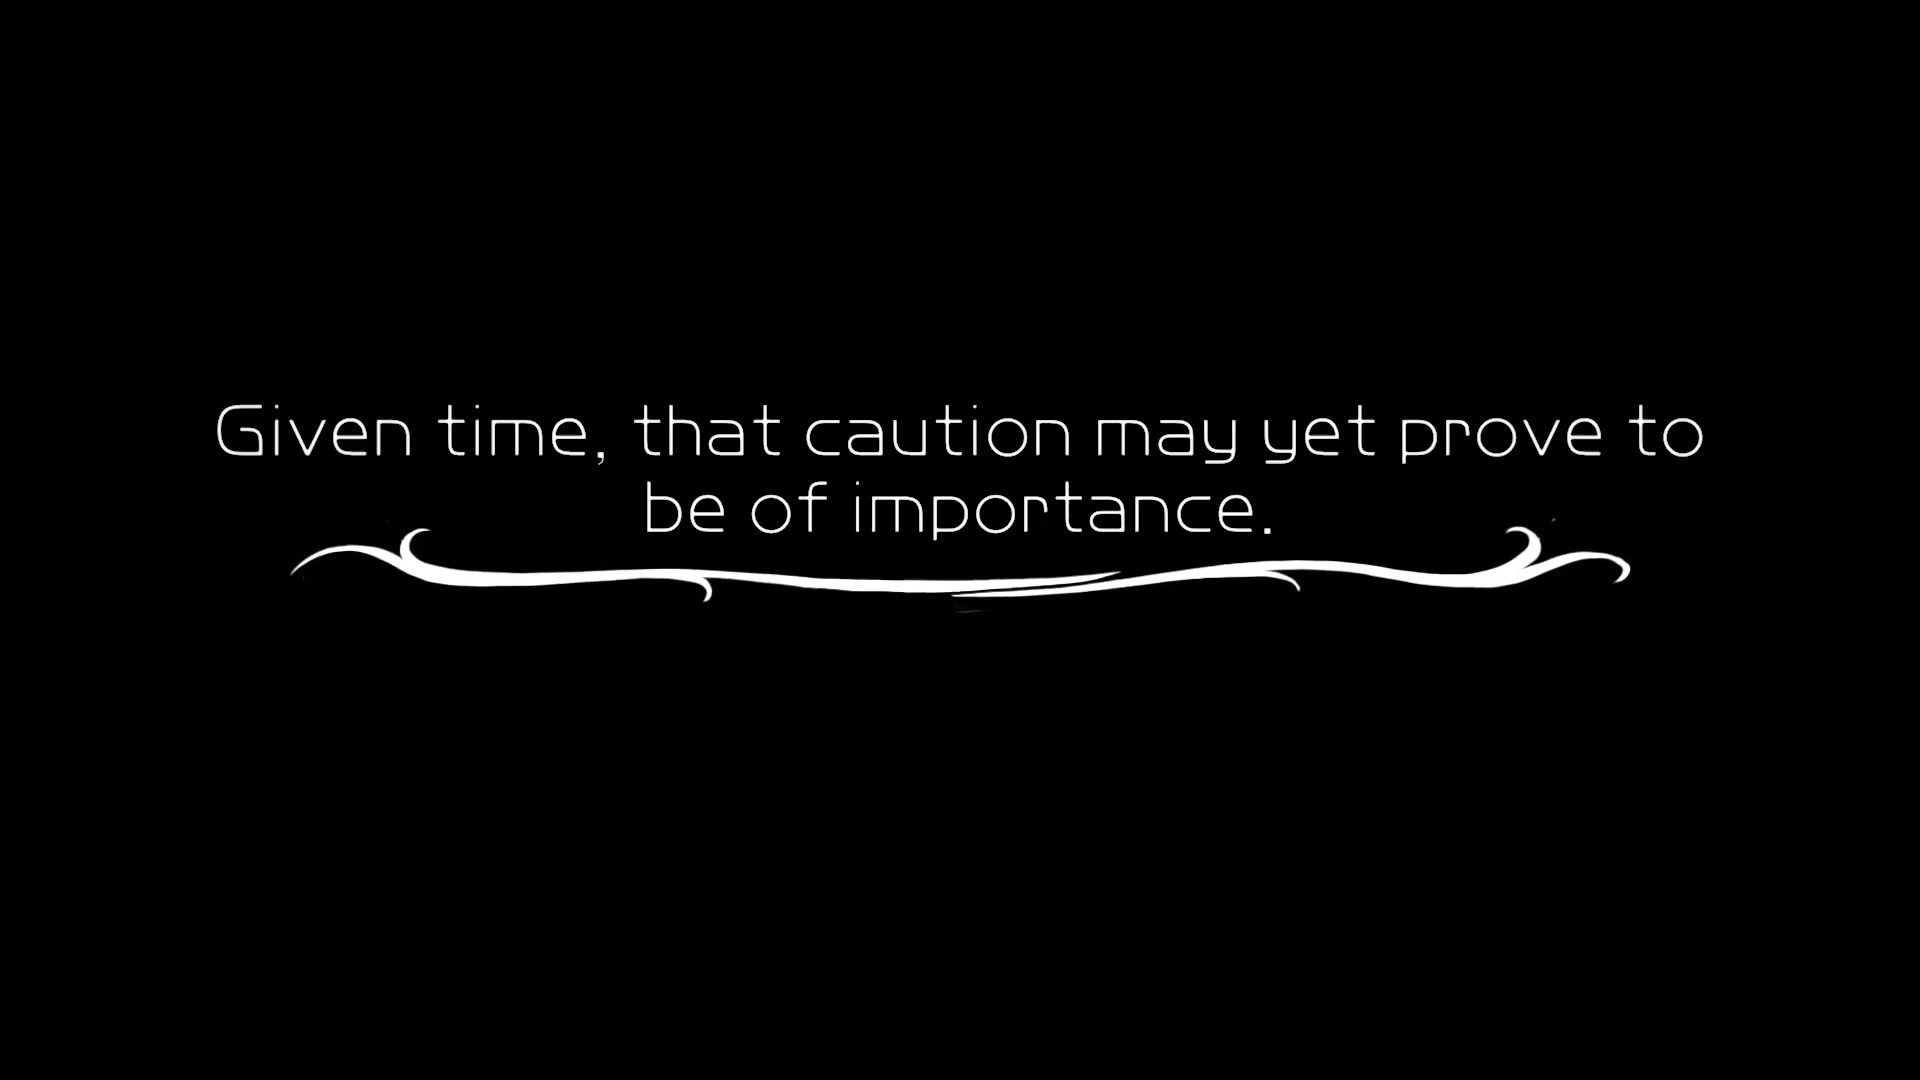 Given time, that caution may yet prove to
be of importance.